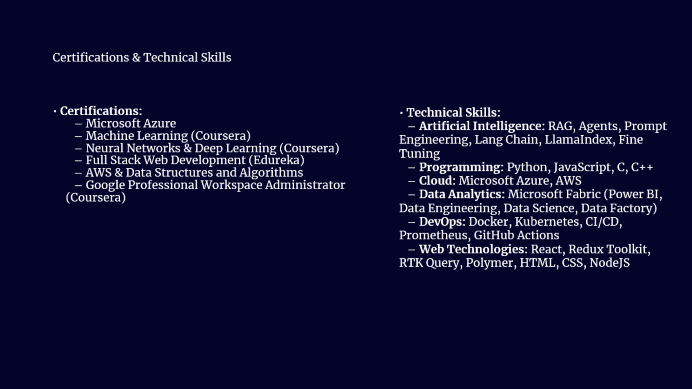 Certifications & Technical Skills
• Certifications:
– Microsoft Azure
– Machine Learning (Coursera)
– Neural Networks & Deep Learning (Coursera)
– Full Stack Web Development (Edureka)
– AWS & Data Structures and Algorithms
– Google Professional Workspace Administrator
(Coursera)
• Technical Skills:
– Artificial Intelligence: RAG, Agents, Prompt
Engineering, Lang Chain, LlamaIndex, Fine
Tuning
– Programming: Python, JavaScript, C, C++
– Cloud: Microsoft Azure, AWS
– Data Analytics: Microsoft Fabric (Power BI,
Data Engineering, Data Science, Data Factory)
– DevOps: Docker, Kubernetes, CI/CD,
Prometheus, GitHub Actions
– Web Technologies: React, Redux Toolkit,
RTK Query, Polymer, HTML, CSS, NodeJS